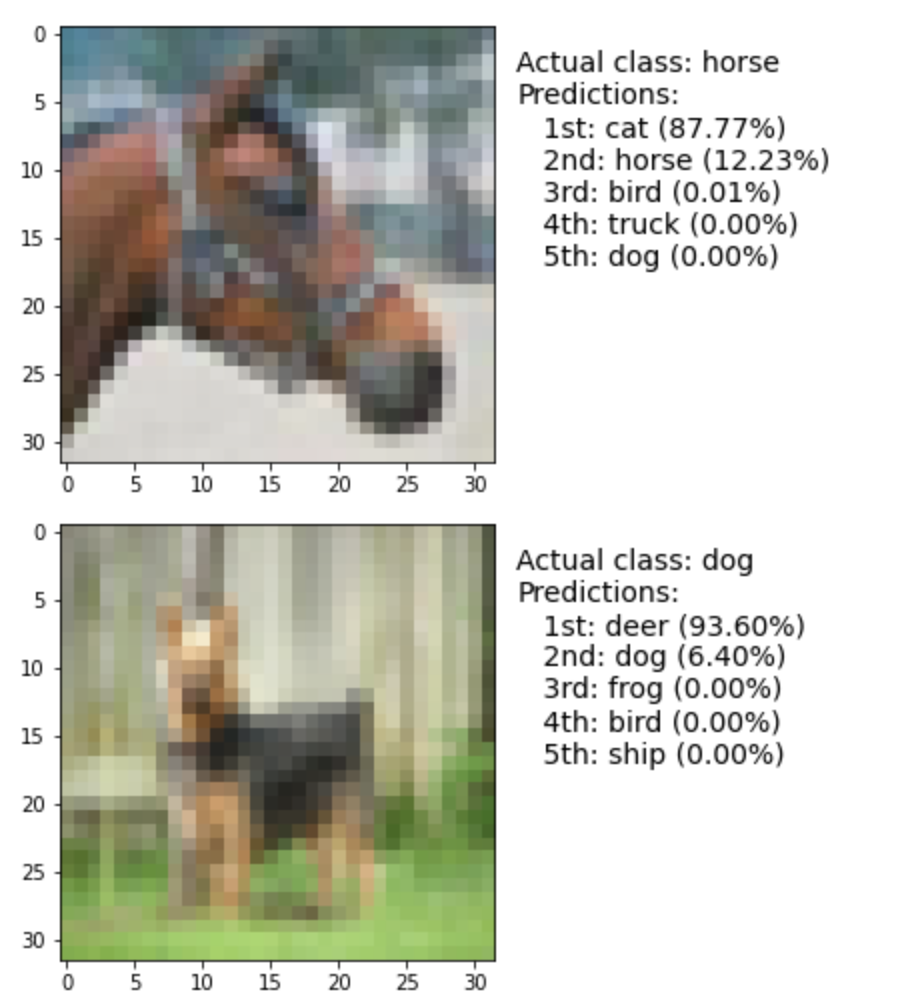 0
5
10
15
20
25
30
0 5 10 15 20 25 30
Actual class: horse
Predictions:
1st: cat (87.77%)
2nd: horse (12.23%)
3rd: bird (0.01%)
4th: truck (0.00%)
5th: dog (0.00%)
0
5
10
15
20
25
30
0 5 10 15 20 25 30
Actual class: dog
Predictions:
1st: deer (93.60%)
2nd: dog (6.40%)
3rd: frog (0.00%)
4th: bird (0.00%)
5th: ship (0.00%)